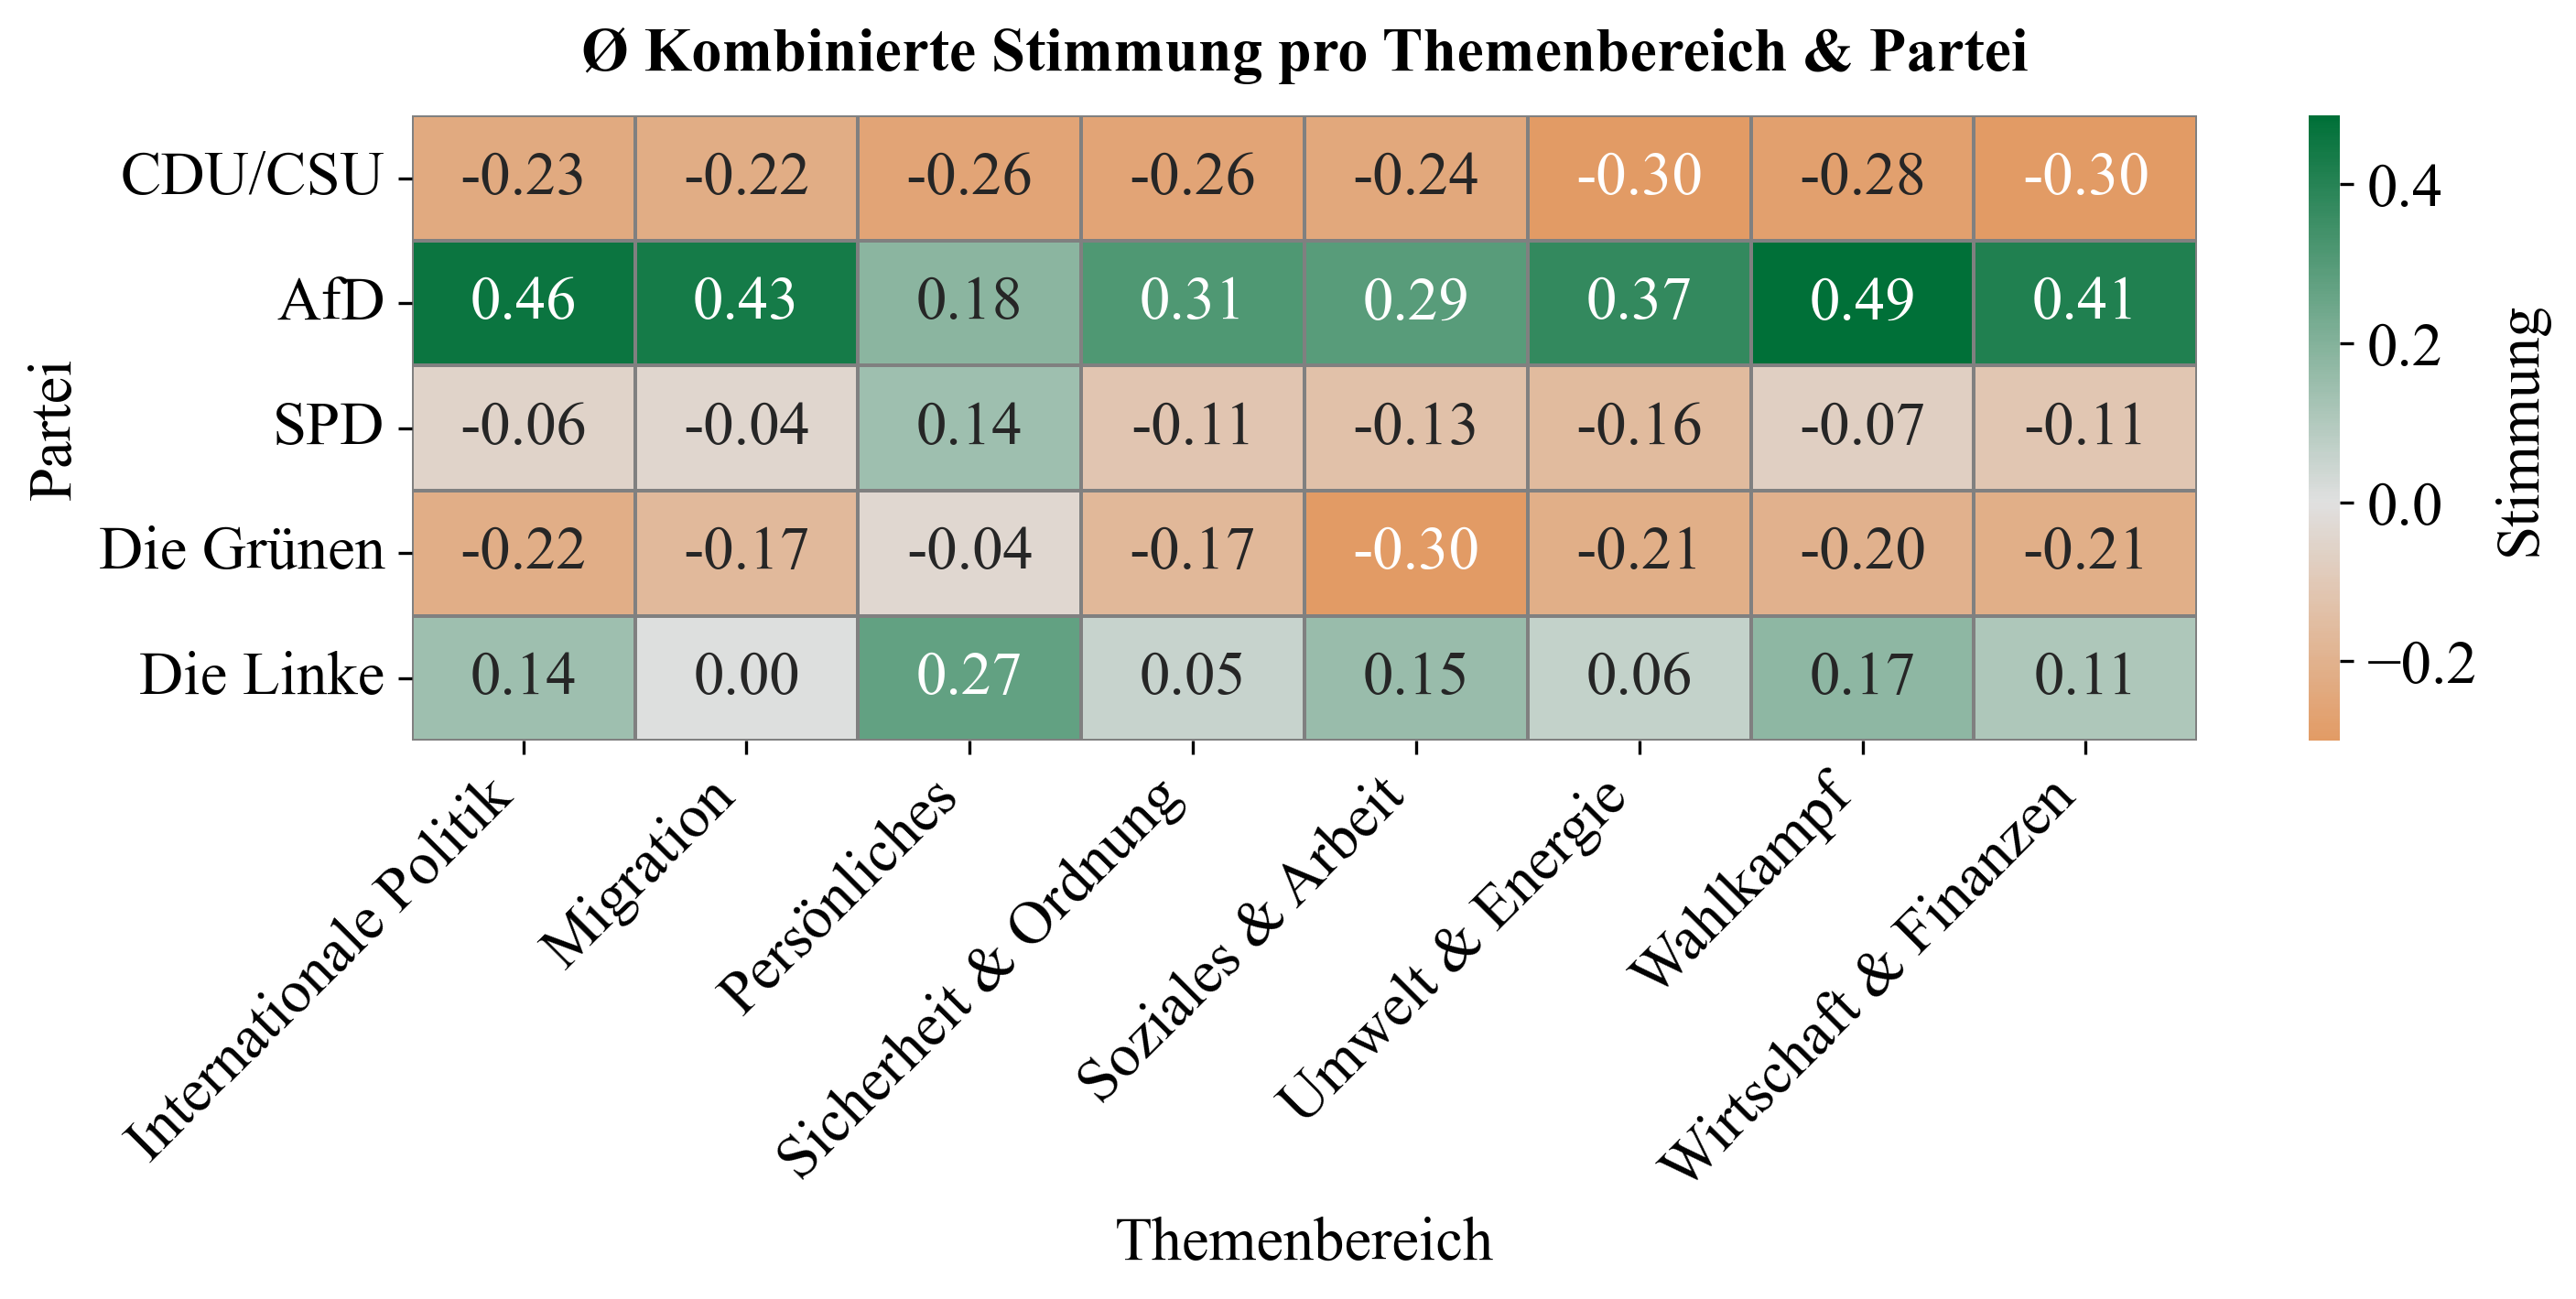 Ø Kombinierte Stimmung pro Themenbereich & Partei
Partei
CDU/CSU -0.23 -0.22 -0.26 -0.26 -0.24 -0.30 -0.28 -0.30
AfD 0.46 0.43 0.18 0.31 0.29 0.37 0.49 0.41
SPD -0.06 -0.04 0.14 -0.11 -0.13 -0.16 -0.07 -0.11
Die Grünen -0.22 -0.17 -0.04 -0.17 -0.30 -0.21 -0.20 -0.21
Die Linke 0.14 0.00 0.27 0.05 0.15 0.06 0.17 0.11
Internationale Politik
Migration
Persönliches
Sicherheit & Ordnung
Soziales & Arbeit
Umwelt & Energie
Wahlkampf
Wirtschaft & Finanzen
Themenbereich
0.4
0.2
0.0
−0.2
Stimmung